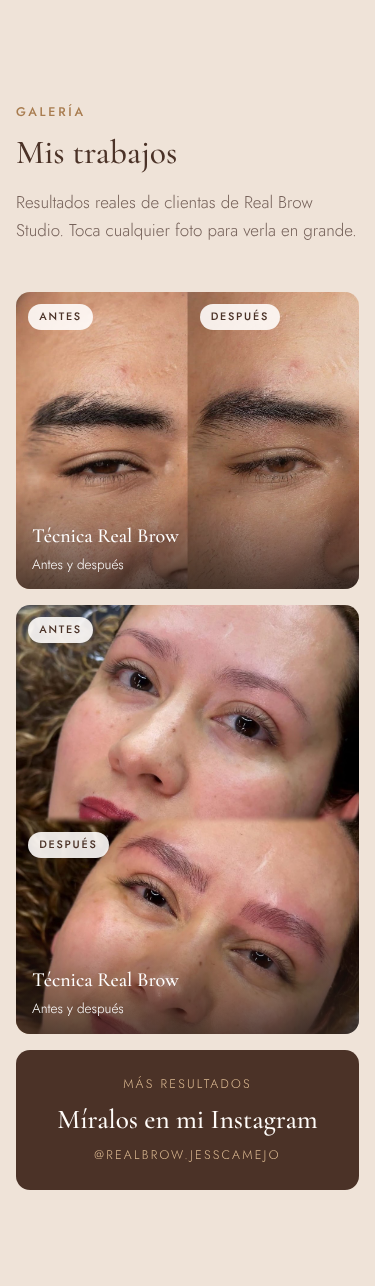 GALERÍA
Mis trabajos
Resultados reales de clientas de Real Brow
Studio. Toca cualquier foto para verla en grande.
ANTES
DESPUÉS
Técnica Real Brow
Antes y después
ANTES
DESPUÉS
Técnica Real Brow
Antes y después
MÁS RESULTADOS
Míralos en mi Instagram
@REALBROW.JESSCAMEJO